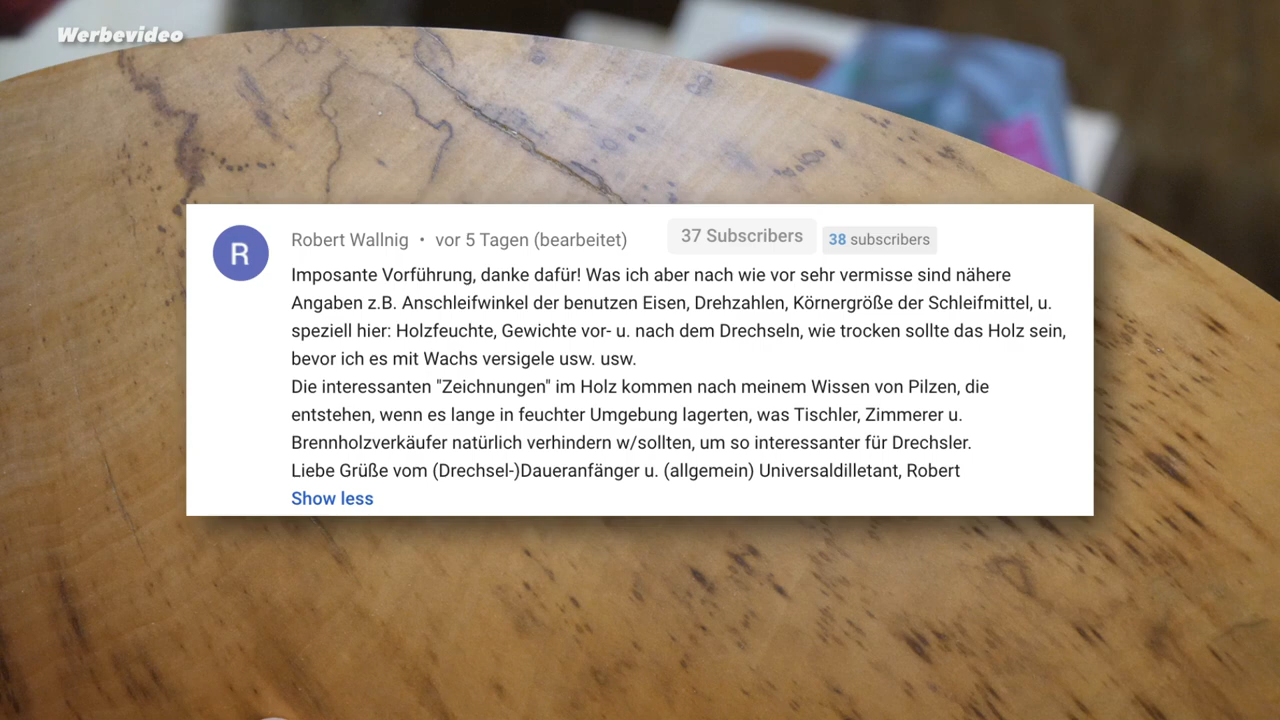 Werbevideo
R
Robert Wallnig • vor 5 Tagen (bearbeitet) 37 Subscribers 38 subscribers
Imposante Vorführung, danke dafür! Was ich aber nach wie vor sehr vermisse sind nähere
Angaben z.B. Anschleifwinkel der benutzen Eisen, Drehzahlen, Körnergröße der Schleifmittel, u.
speziell hier: Holzfeuchte, Gewichte vor- u. nach dem Drechseln, wie trocken sollte das Holz sein,
bevor ich es mit Wachs versigele usw. usw.
Die interessanten "Zeichnungen" im Holz kommen nach meinem Wissen von Pilzen, die
entstehen, wenn es lange in feuchter Umgebung lagerten, was Tischler, Zimmerer u.
Brennholzverkäufer natürlich verhindern w/sollten, um so interessanter für Drechsler.
Liebe Grüße vom (Drechsel-)Daueranfänger u. (allgemein) Universaldilletant, Robert
Show less